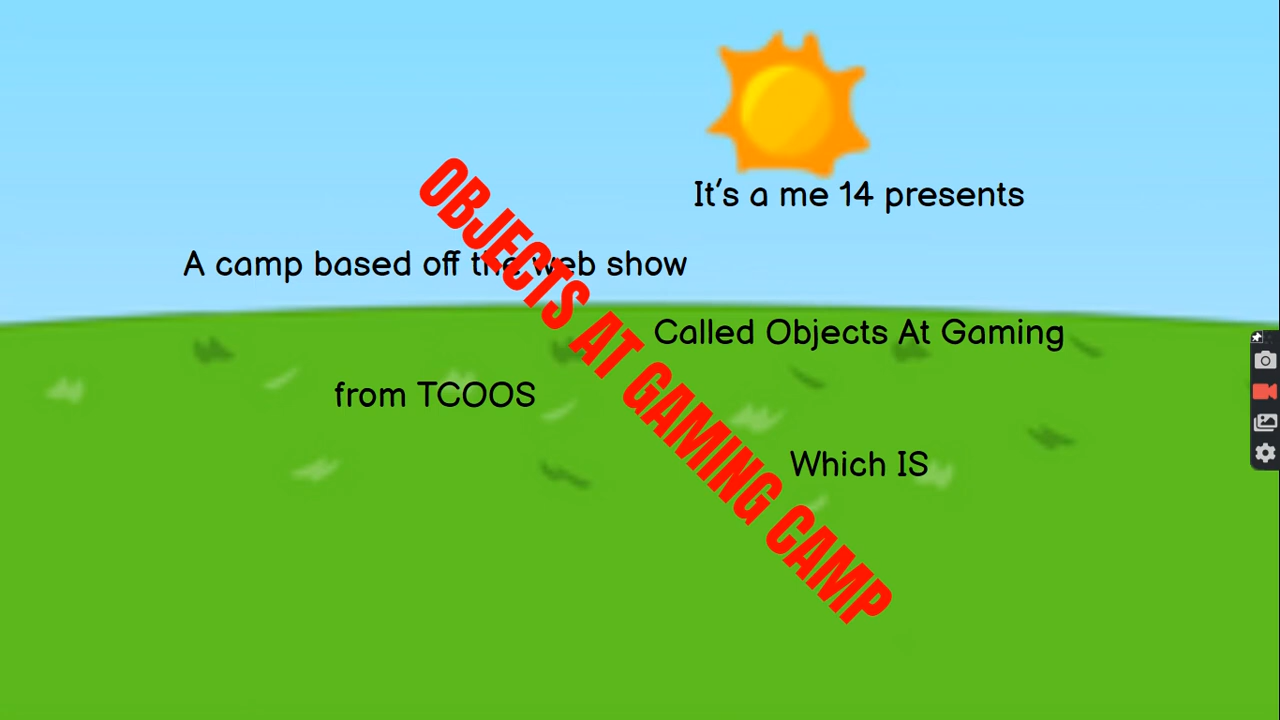 It's a me 14 presents
A camp based off the web show
Called Objects At Gaming
from TCOOS
Which IS
OBJECTS AT GAMING CAMP